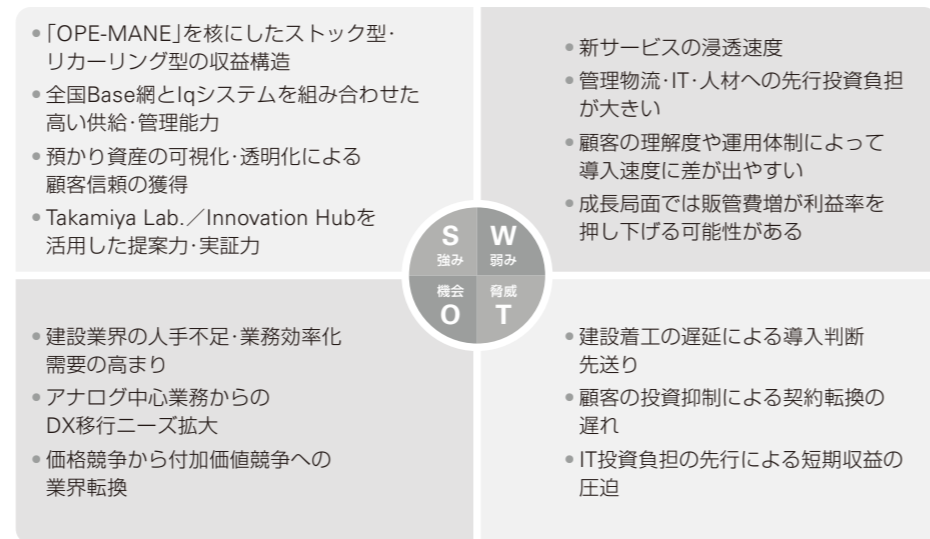 •「OPE-MANE」を核にしたストック型・
リカーリング型の収益構造
•全国Base網とIqシステムを組み合わせた
高い供給・管理能力
•預かり資産の可視化・透明化による
顧客信頼の獲得
•Takamiya Lab.／Innovation Hubを
活用した提案力・実証力
•新サービスの浸透速度
•管理物流・IT・人材への先行投資負担
が大きい
•顧客の理解度や運用体制によって
導入速度に差が出やすい
•成長局面では販管費増が利益率を
押し下げる可能性がある
S W
強み 弱み
機会 脅威
O T
•建設業界の人手不足・業務効率化
需要の高まり
•アナログ中心業務からの
DX移行ニーズ拡大
•価格競争から付加価値競争への
業界転換
•建設着工の遅延による導入判断
先送り
•顧客の投資抑制による契約転換の
遅れ
•IT投資負担の先行による短期収益の
圧迫